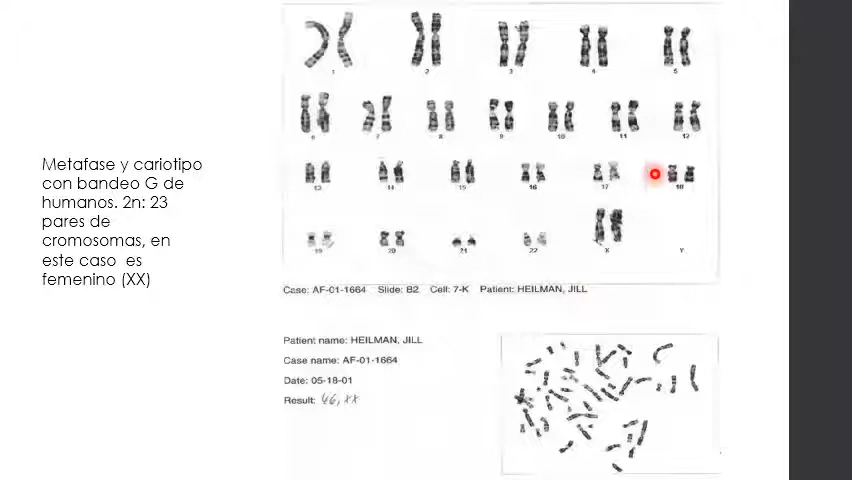 Metafase y cariotipo
con bandeo G de
humanos. 2n: 23
pares de
cromosomas, en
este caso es
femenino (XX)
1 2 3 4 5
6 7 8 9 10 11 12
13 14 15 16 17 18
19 20 21 22 X Y
Case: AF-01-1664 Slide: B2 Cell: 7-K Patient: HEILMAN, JILL
Patient name: HEILMAN, JILL
Case name: AF-01-1664
Date: 05-18-01
Result: 46,XX